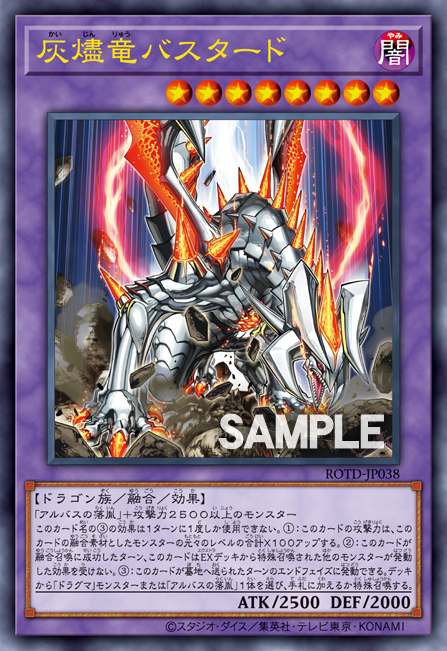 灰燼竜バスタード
かいじんりゅう
闇
やみ
SAMPLE
ROTD-JP038
【ドラゴン族／融合／効果】
「アルバスの落胤」＋攻撃力２５００以上のモンスター
このカード名の③の効果は１ターンに１度しか使用できない。①：このカードの攻撃力は、この
カードの融合素材としたモンスターの元々のレベルの合計×１００アップする。②：このカードが
融合召喚に成功したターン、このカードはEXデッキから特殊召喚された他のモンスターが発動
した効果を受けない。③：このカードが墓地へ送られたターンのエンドフェイズに発動できる。デッキ
から「ドラグマ」モンスターまたは「アルバスの落胤」１体を選び、手札に加えるか特殊召喚する。
ATK/2500 DEF/2000
©スタジオ・ダイス／集英社・テレビ東京・KONAMI